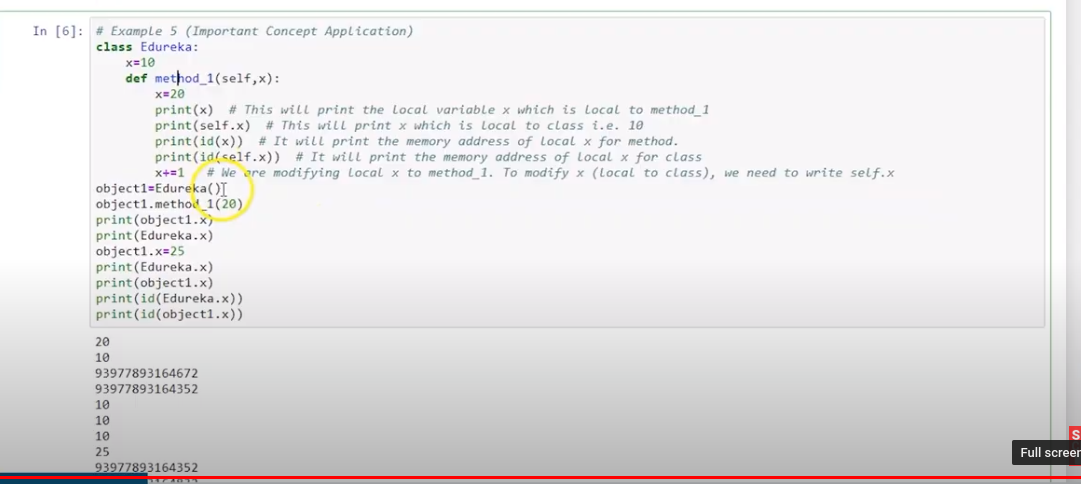 In [6]: # Example 5 (Important Concept Application)
class Edureka:
x=10
def method_1(self,x):
x=20
print(x) # This will print the local variable x which is local to method_1
print(self.x) # This will print x which is local to class i.e. 10
print(id(x)) # It will print the memory address of local x for method.
print(id(self.x)) # It will print the memory address of local x for class
x+=1 # We are modifying local x to method_1. To modify x (Local to class), we need to write self.x
object1=Edureka()
object1.method_1(20)
print(object1.x)
print(Edureka.x)
object1.x=25
print(Edureka.x)
print(object1.x)
print(id(Edureka.x))
print(id(object1.x))
20
10
93977893164672
93977893164352
10
10
10
25
93977893164352
S
Full screen